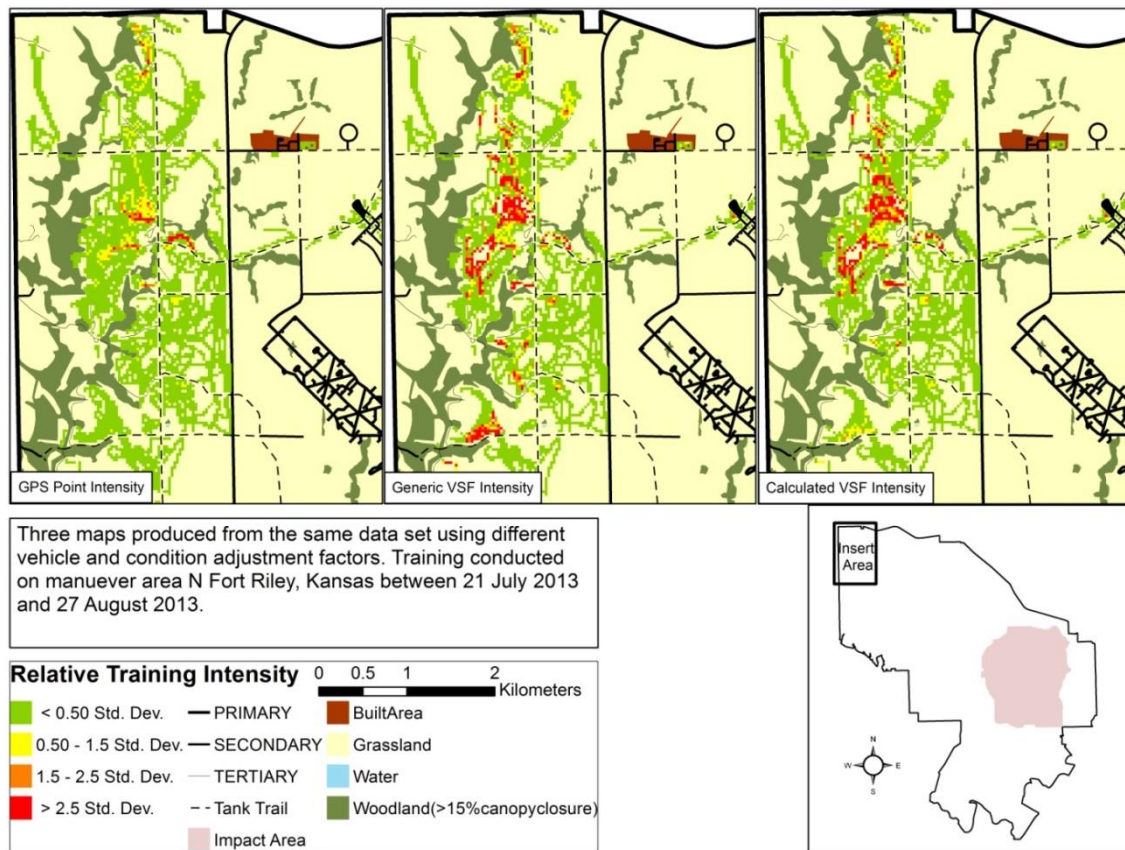 GPS Point Intensity
Generic VSF Intensity
Calculated VSF Intensity
Three maps produced from the same data set using different
vehicle and condition adjustment factors. Training conducted
on manuever area N Fort Riley, Kansas between 21 July 2013
and 27 August 2013.
Insert
Area
Relative Training Intensity
0 0.5 1 2
Kilometers
< 0.50 Std. Dev.
0.50 - 1.5 Std. Dev.
1.5 - 2.5 Std. Dev.
> 2.5 Std. Dev.
PRIMARY
SECONDARY
TERTIARY
Tank Trail
Impact Area
BuiltArea
Grassland
Water
Woodland(>15%canopyclosure)
N
W E
S